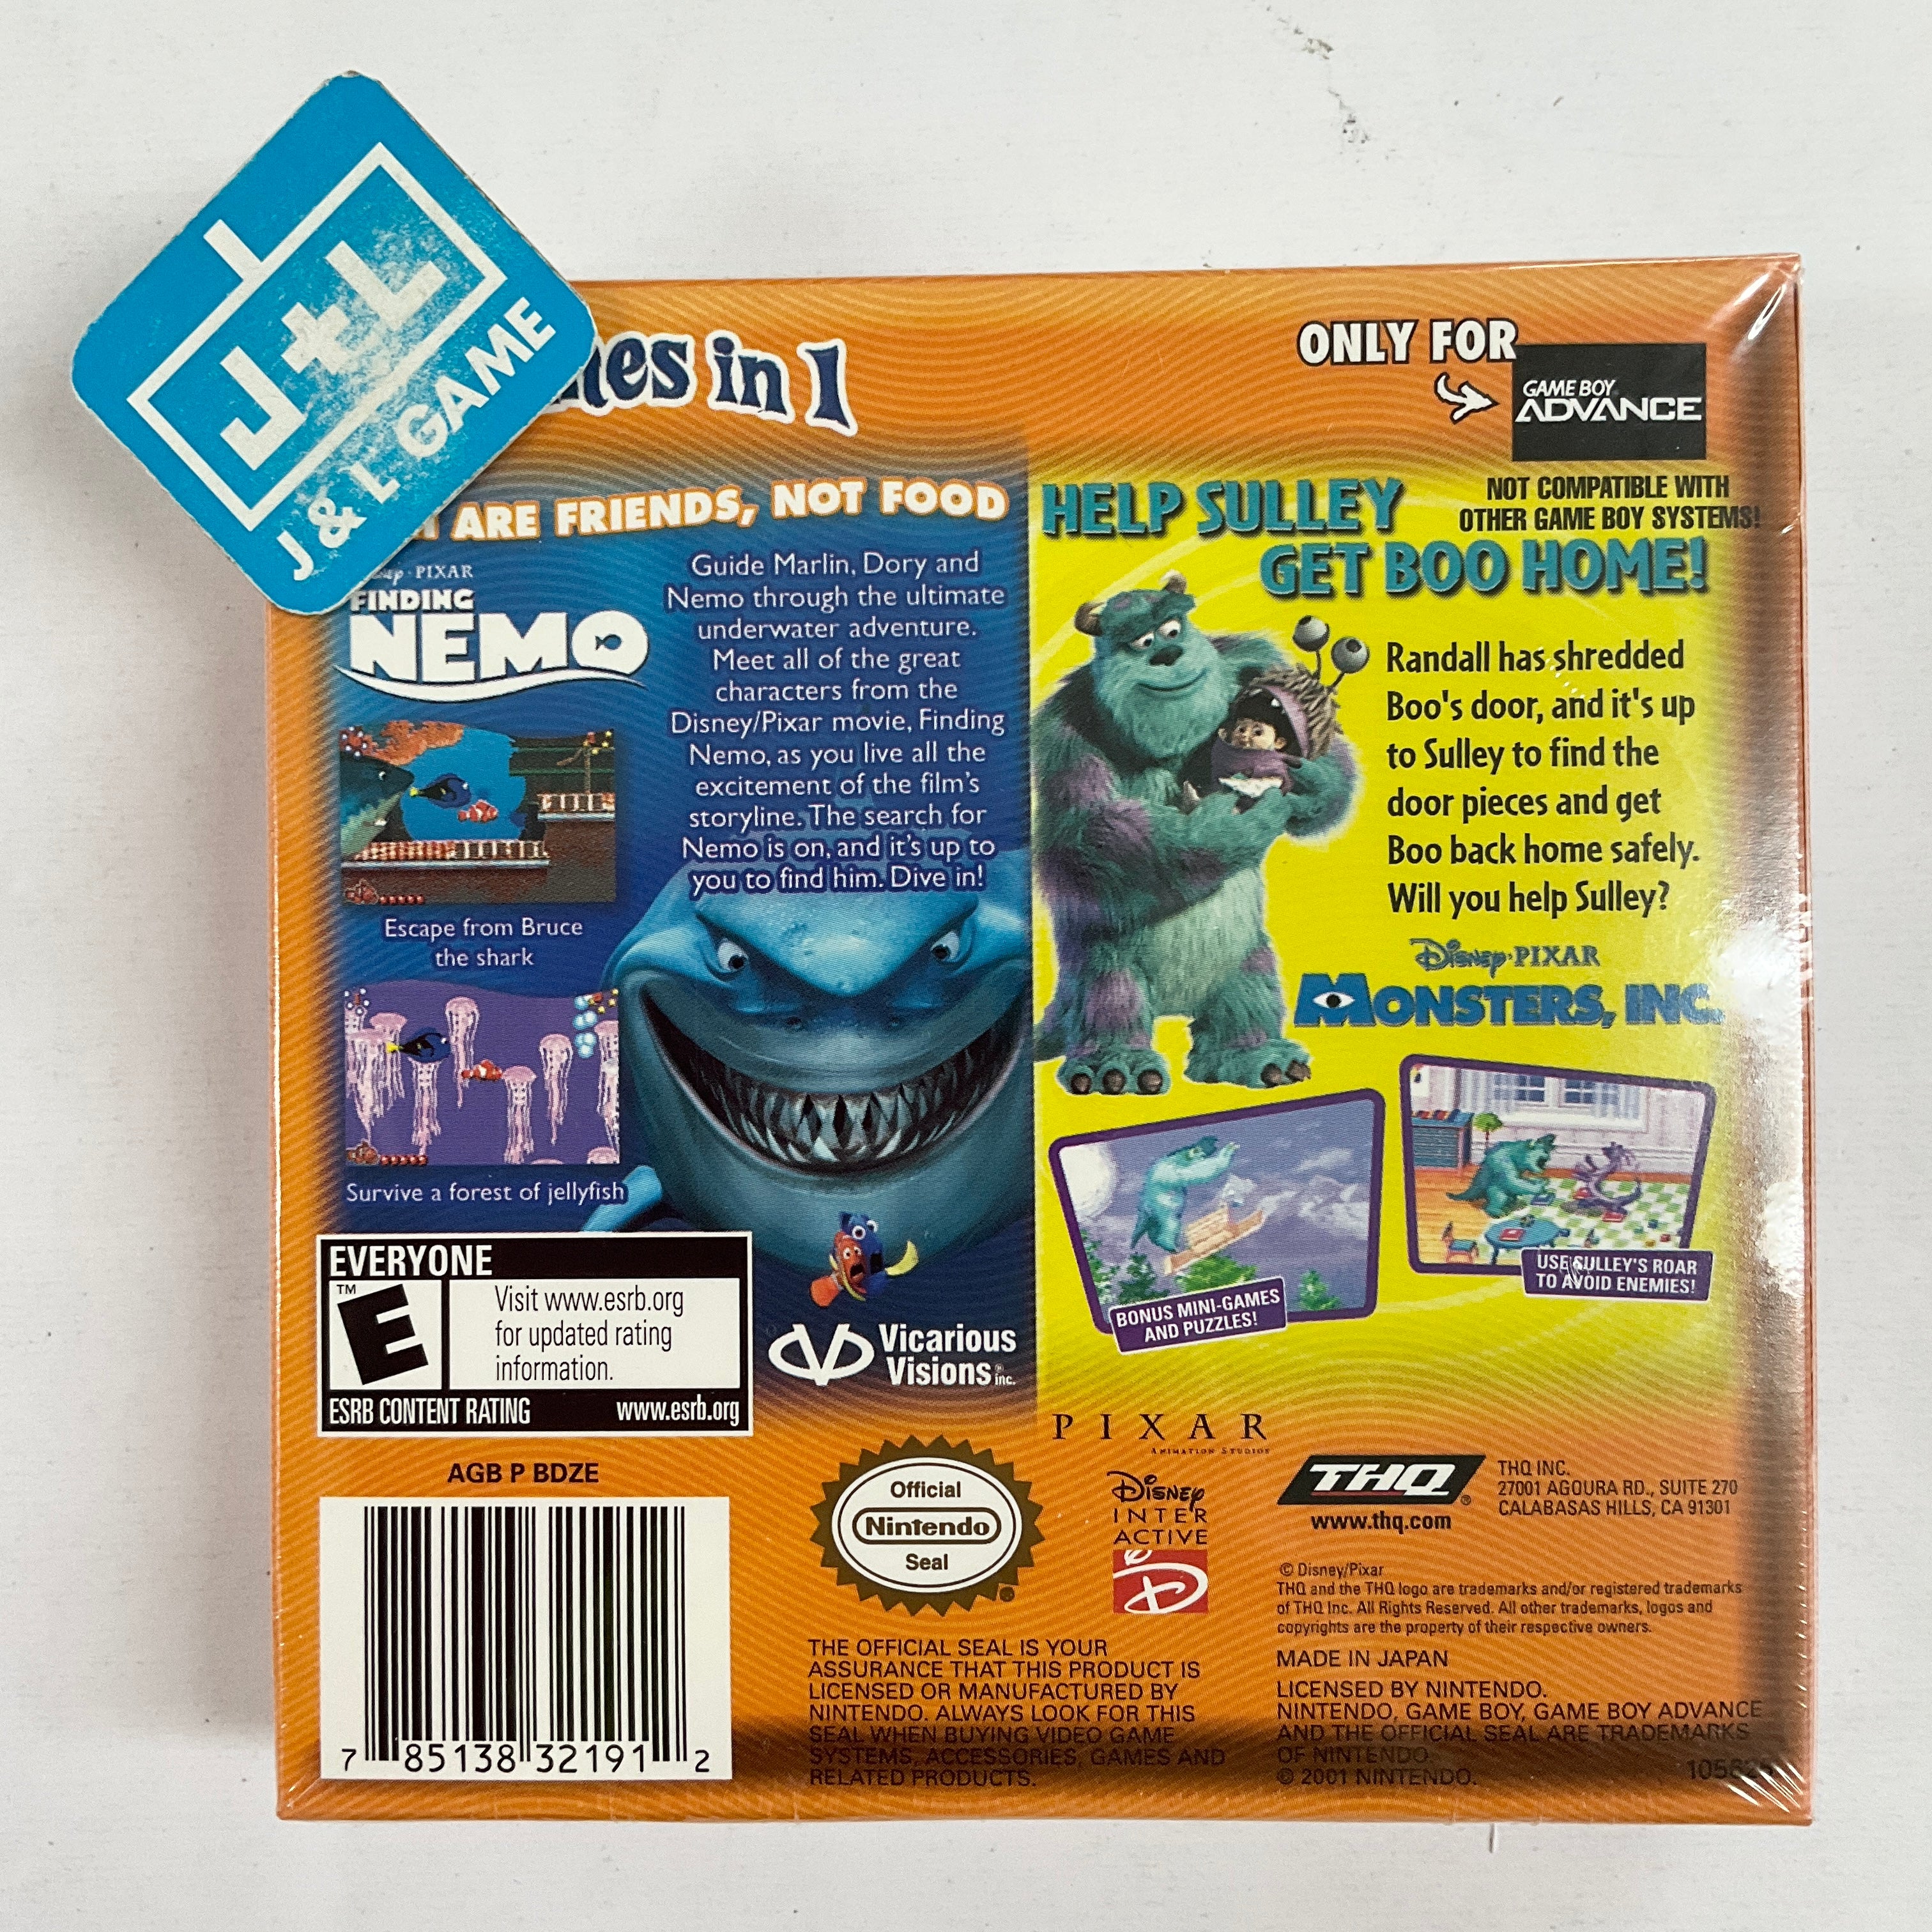 J+L
J & L GAME
in 1
ONLY FOR
GAME BOY
ADVANCE
ARE FRIENDS, NOT FOOD
PIXAR
FINDING
NEMO
Guide Marlin, Dory and
Nemo through the ultimate
underwater adventure.
Meet all of the great
characters from the
Disney/Pixar movie, Finding
Nemo, as you live all the
excitement of the film's
storyline. The search for
Nemo is on, and it's up to
you to find him. Dive in!
Escape from Bruce
the shark
Survive a forest of jellyfish
HELP SULLEY
GET BOO HOME!
NOT COMPATIBLE WITH
OTHER GAME BOY SYSTEMS!
Randall has shredded
Boo's door, and it's up
to Sulley to find the
door pieces and get
Boo back home safely.
Will you help Sulley?
Disney·PIXAR
MONSTERS, INC.
BONUS MINI-GAMES
AND PUZZLES!
USE SULLEY'S ROAR
TO AVOID ENEMIES!
EVERYONE
TM
E
Visit www.esrb.org
for updated rating
information.
ESRB CONTENT RATING www.esrb.org
VV Vicarious
Visions inc.
AGB P BDZE
7 85138 32191 2
Official
Nintendo
Seal
®
THE OFFICIAL SEAL IS YOUR
ASSURANCE THAT THIS PRODUCT IS
LICENSED OR MANUFACTURED BY
NINTENDO. ALWAYS LOOK FOR THIS
SEAL WHEN BUYING VIDEO GAME
SYSTEMS, ACCESSORIES, GAMES AND
RELATED PRODUCTS.
PIXAR
ANIMATION STUDIOS
Disney
INTER
ACTIVE
D
THQ®
www.thq.com
THQ INC.
27001 AGOURA RD., SUITE 270
CALABASAS HILLS, CA 91301
© Disney/Pixar
THQ and the THQ logo are trademarks and/or registered trademarks
of THQ Inc. All Rights Reserved. All other trademarks, logos and
copyrights are the property of their respective owners.
MADE IN JAPAN
LICENSED BY NINTENDO.
NINTENDO, GAME BOY, GAME BOY ADVANCE
AND THE OFFICIAL SEAL ARE TRADEMARKS
OF NINTENDO.
© 2001 NINTENDO.